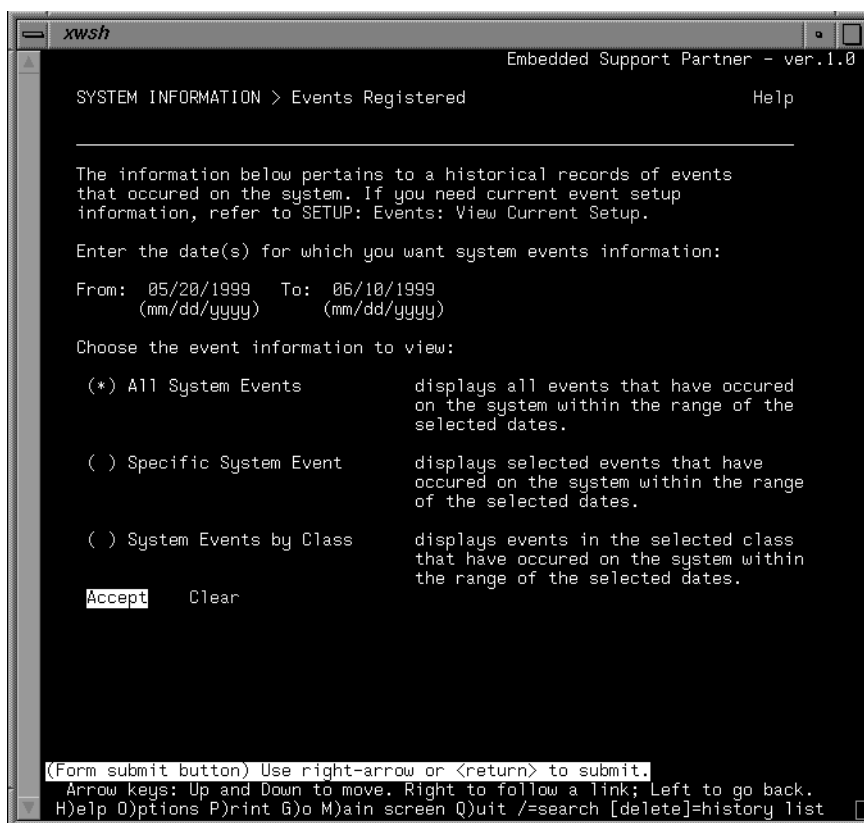 xwsh
Embedded Support Partner - ver.1.0
SYSTEM INFORMATION > Events Registered Help
The information below pertains to a historical records of events
that occured on the system. If you need current event setup
information, refer to SETUP: Events: View Current Setup.
Enter the date(s) for which you want system events information:
From: 05/20/1999 To: 06/10/1999
(mm/dd/yyyy) (mm/dd/yyyy)
Choose the event information to view:
(*) All System Events displays all events that have occured
on the system within the range of the
selected dates.
( ) Specific System Event displays selected events that have
occured on the system within the range
of the selected dates.
( ) System Events by Class displays events in the selected class
that have occured on the system within
the range of the selected dates.
Accept Clear
(Form submit button) Use right-arrow or <return> to submit.
Arrow keys: Up and Down to move. Right to follow a link; Left to go back.
H)elp O)ptions P)rint G)o M)ain screen Q)uit /=search [delete]=history list